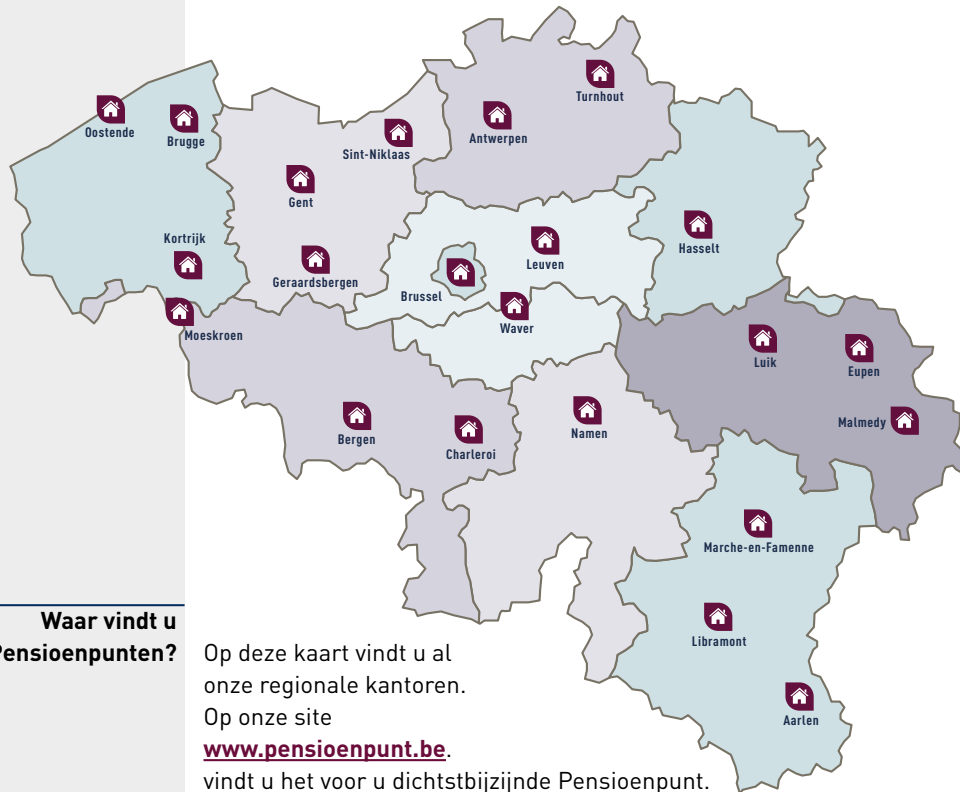 Turnhout
Oostende
Brugge
Antwerpen
Sint-Niklaas
Gent
Kortrijk
Hasselt
Leuven
Geraardsbergen
Brussel
Waver
Moeskroen
Luik
Eupen
Malmedy
Namen
Bergen
Charleroi
Marche-en-Famenne
Libramont
Aarlen
Waar vindt u
Pensioenpunten?
Op deze kaart vindt u al
onze regionale kantoren.
Op onze site
www.pensioenpunt.be.
vindt u het voor u dichtstbijzijnde Pensioenpunt.